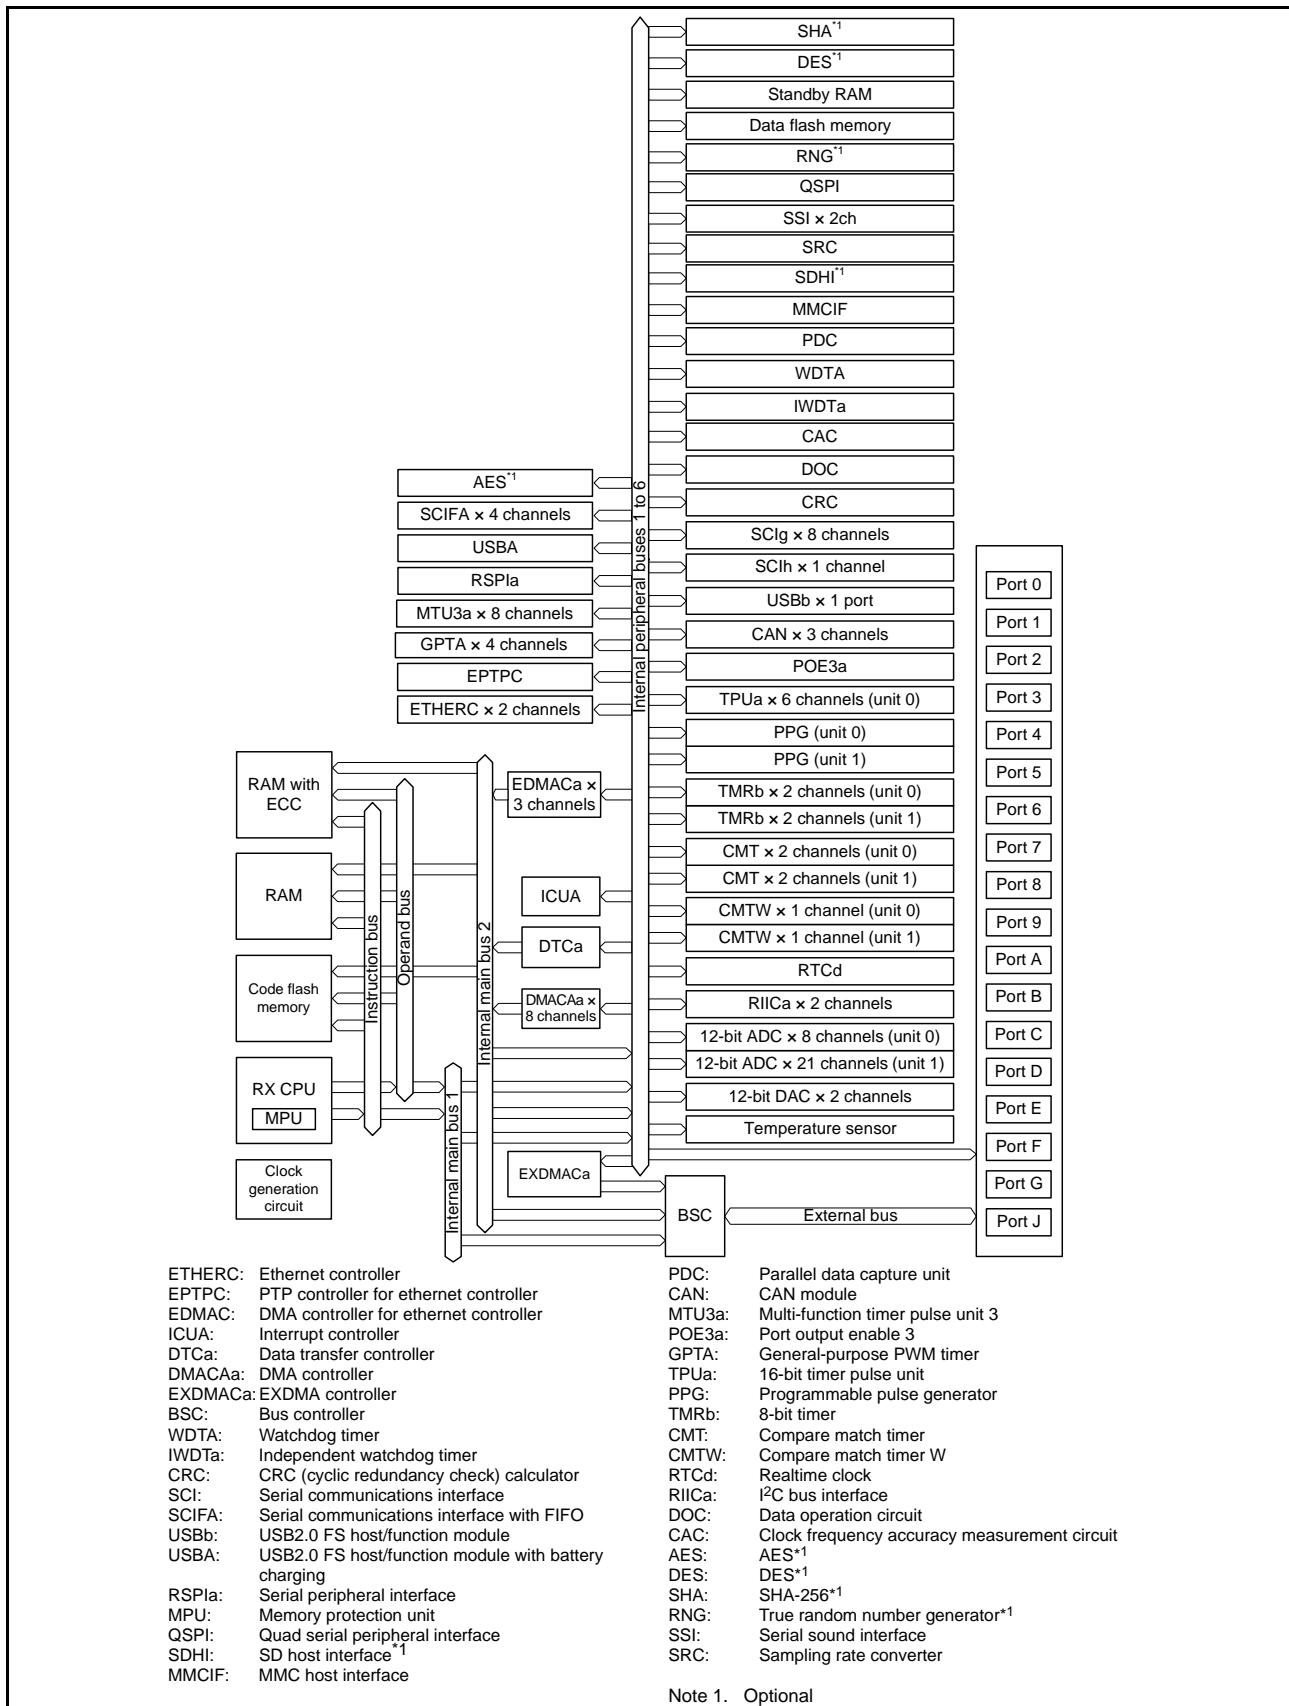 SHA*1
DES*1
Standby RAM
Data flash memory
RNG*1
QSPI
SSI × 2ch
SRC
SDHI*1
MMCIF
PDC
WDTA
IWDTa
CAC
DOC
CRC
SCIg × 8 channels
SCIh × 1 channel
USBb × 1 port
CAN × 3 channels
POE3a
TPUa × 6 channels (unit 0)
PPG (unit 0)
PPG (unit 1)
TMRb × 2 channels (unit 0)
TMRb × 2 channels (unit 1)
CMT × 2 channels (unit 0)
CMT × 2 channels (unit 1)
CMTW × 1 channel (unit 0)
CMTW × 1 channel (unit 1)
RTCd
RIICa × 2 channels
12-bit ADC × 8 channels (unit 0)
12-bit ADC × 21 channels (unit 1)
12-bit DAC × 2 channels
Temperature sensor
Internal peripheral buses 1 to 6
AES*1
SCIFA × 4 channels
USBA
RSPIa
MTU3a × 8 channels
GPTA × 4 channels
EPTPC
ETHERC × 2 channels
RAM with
ECC
RAM
Code flash
memory
RX CPU
MPU
Clock
generation
circuit
Instruction bus
Operand bus
Internal main bus 1
Internal main bus 2
EDMACa ×
3 channels
ICUA
DTCa
DMACAa ×
8 channels
EXDMACa
BSC
External bus
Port 0
Port 1
Port 2
Port 3
Port 4
Port 5
Port 6
Port 7
Port 8
Port 9
Port A
Port B
Port C
Port D
Port E
Port F
Port G
Port J
ETHERC: Ethernet controller
EPTPC: PTP controller for ethernet controller
EDMAC: DMA controller for ethernet controller
ICUA: Interrupt controller
DTCa: Data transfer controller
DMACAa: DMA controller
EXDMACa: EXDMA controller
BSC: Bus controller
WDTA: Watchdog timer
IWDTa: Independent watchdog timer
CRC: CRC (cyclic redundancy check) calculator
SCI: Serial communications interface
SCIFA: Serial communications interface with FIFO
USBb: USB2.0 FS host/function module
USBA: USB2.0 FS host/function module with battery
charging
RSPIa: Serial peripheral interface
MPU: Memory protection unit
QSPI: Quad serial peripheral interface
SDHI: SD host interface*1
MMCIF: MMC host interface
PDC: Parallel data capture unit
CAN: CAN module
MTU3a: Multi-function timer pulse unit 3
POE3a: Port output enable 3
GPTA: General-purpose PWM timer
TPUa: 16-bit timer pulse unit
PPG: Programmable pulse generator
TMRb: 8-bit timer
CMT: Compare match timer
CMTW: Compare match timer W
RTCd: Realtime clock
RIICa: I2C bus interface
DOC: Data operation circuit
CAC: Clock frequency accuracy measurement circuit
AES: AES*1
DES: DES*1
SHA: SHA-256*1
RNG: True random number generator*1
SSI: Serial sound interface
SRC: Sampling rate converter
Note 1. Optional